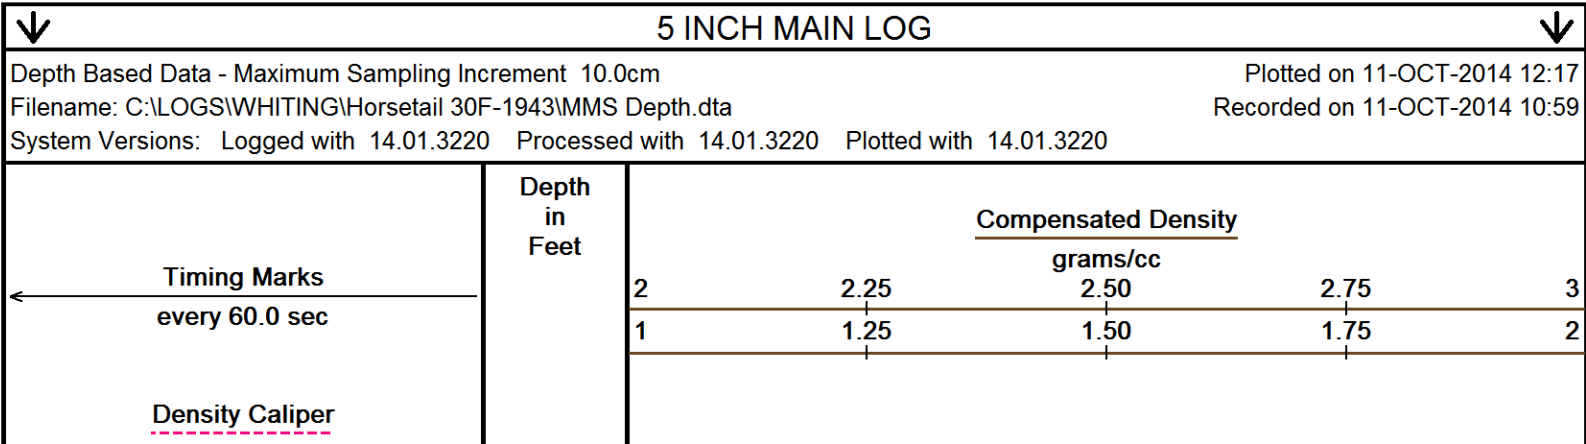 5 INCH MAIN LOG
Depth Based Data - Maximum Sampling Increment 10.0cm
Plotted on 11-OCT-2014 12:17
Filename: C:\LOGS\WHITING\Horsetail 30F-1943\MMS Depth.dta
Recorded on 11-OCT-2014 10:59
System Versions: Logged with 14.01.3220 Processed with 14.01.3220 Plotted with 14.01.3220
Timing Marks
every 60.0 sec
Density Caliper
Depth
in
Feet
Compensated Density
grams/cc
2 2.25 2.50 2.75 3
1 1.25 1.50 1.75 2